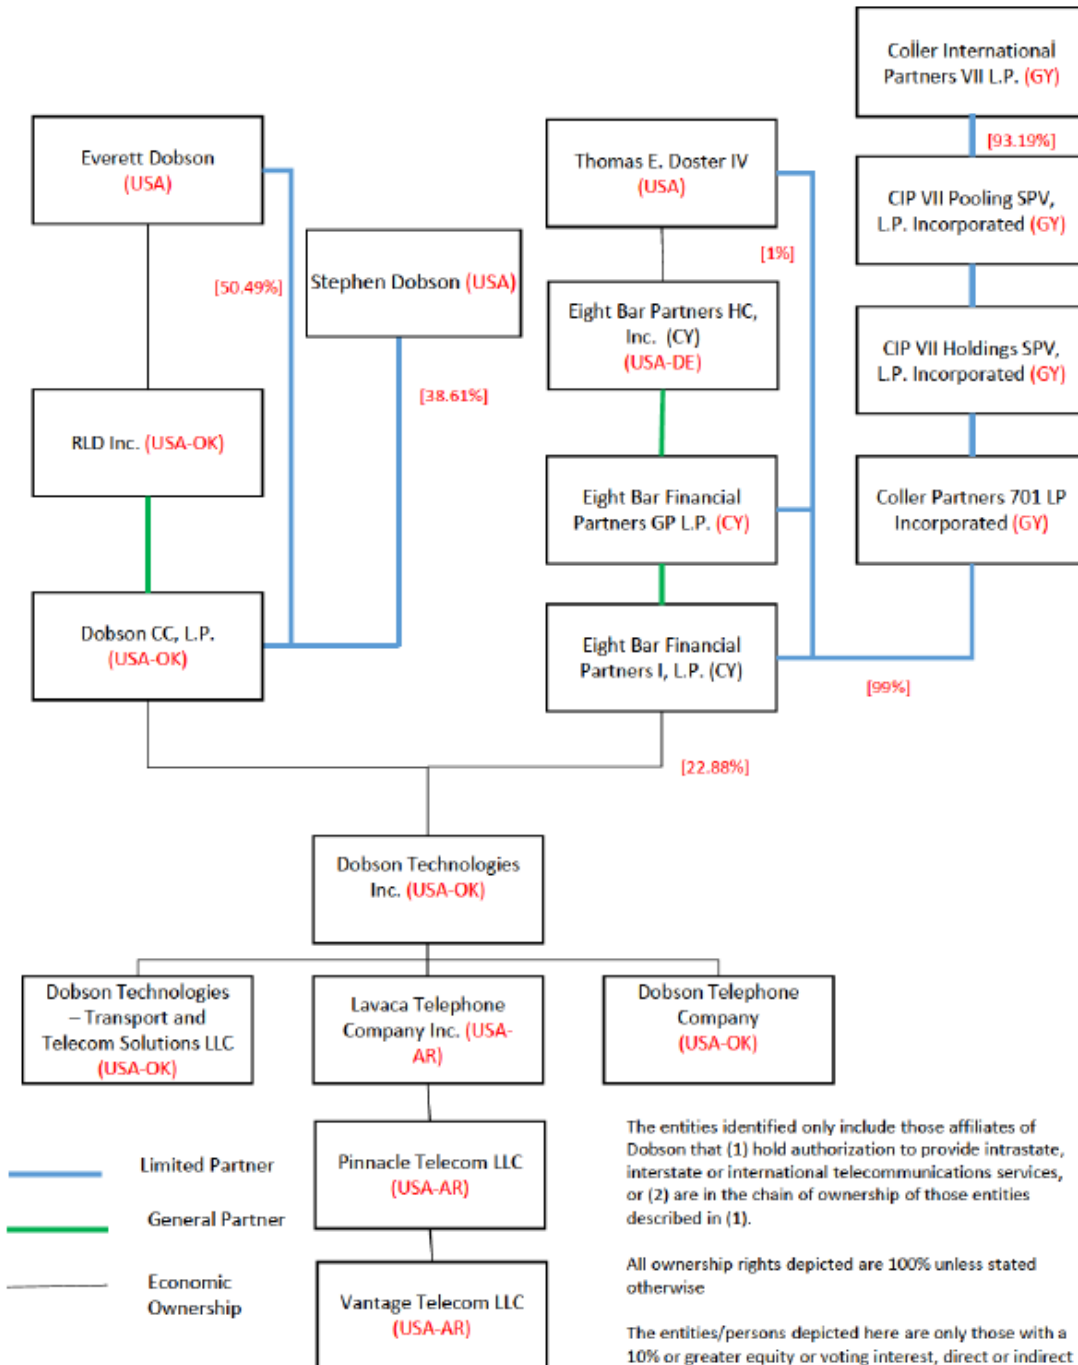 Coller International
Partners VII L.P. (GY)
[93.19%]
Everett Dobson
(USA)
Thomas E. Doster IV
(USA)
CIP VII Pooling SPV,
L.P. Incorporated (GY)
[50.49%]
Stephen Dobson (USA)
[1%]
Eight Bar Partners HC,
Inc. (CY)
(USA-DE)
CIP VII Holdings SPV,
L.P. Incorporated (GY)
[38.61%]
RLD Inc. (USA-OK)
Eight Bar Financial
Partners GP L.P. (CY)
Coller Partners 701 LP
Incorporated (GY)
Dobson CC, L.P.
(USA-OK)
Eight Bar Financial
Partners I, L.P. (CY)
[99%]
[22.88%]
Dobson Technologies
Inc. (USA-OK)
Dobson Technologies
– Transport and
Telecom Solutions LLC
(USA-OK)
Lavaca Telephone
Company Inc. (USA-
AR)
Dobson Telephone
Company
(USA-OK)
Pinnacle Telecom LLC
(USA-AR)
Vantage Telecom LLC
(USA-AR)
Limited Partner
General Partner
Economic
Ownership
The entities identified only include those affiliates of
Dobson that (1) hold authorization to provide intrastate,
interstate or international telecommunications services,
or (2) are in the chain of ownership of those entities
described in (1).
All ownership rights depicted are 100% unless stated
otherwise
The entities/persons depicted here are only those with a
10% or greater equity or voting interest, direct or indirect